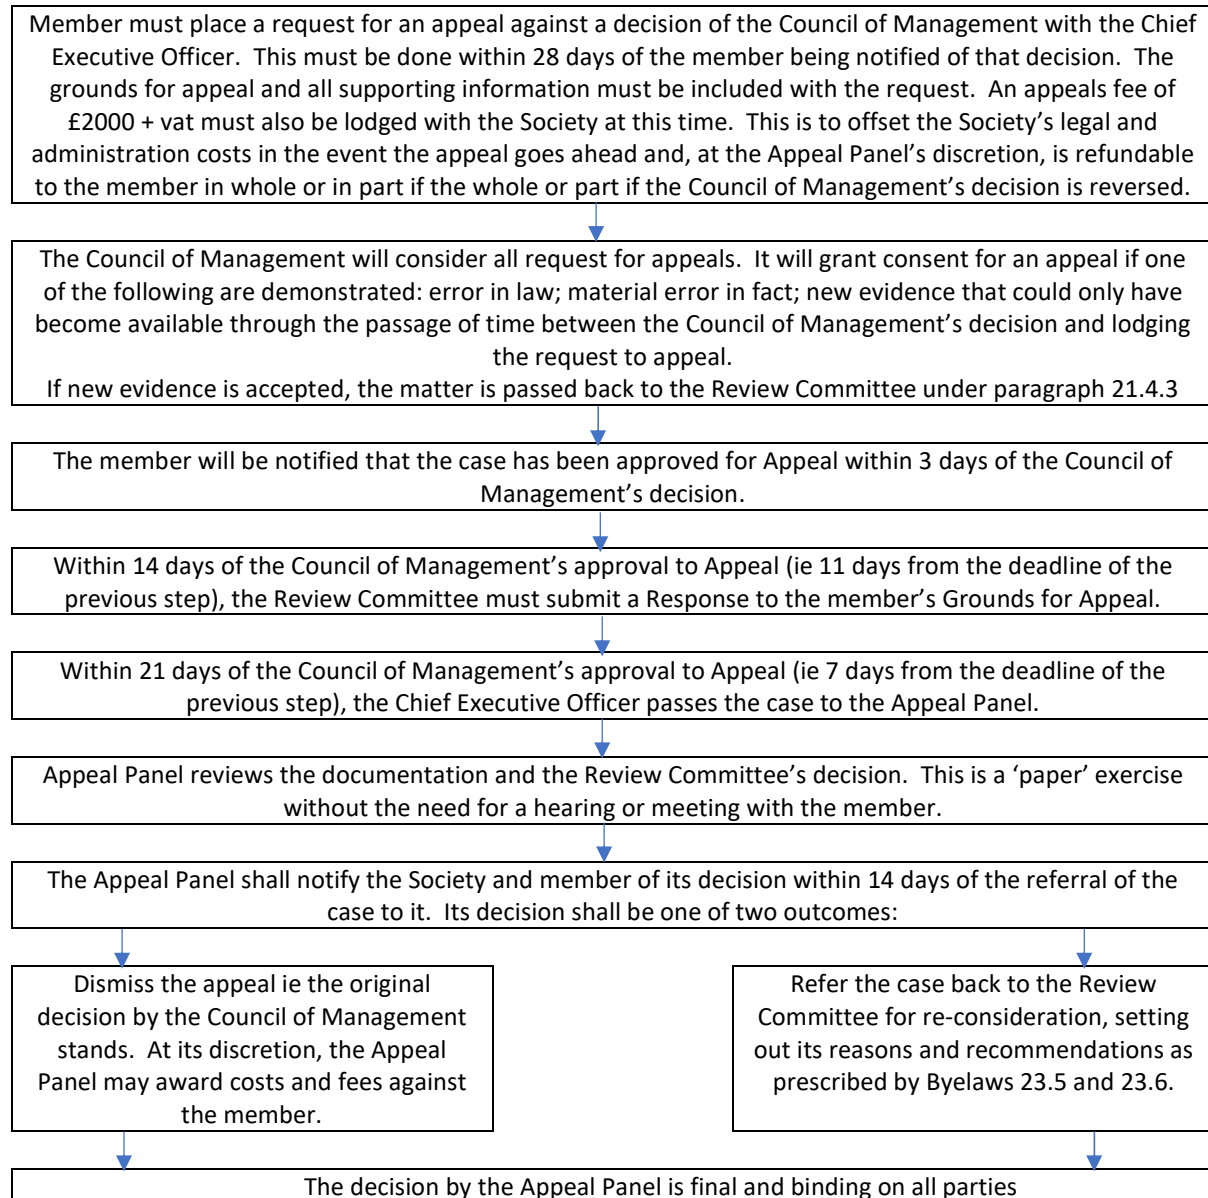 Member must place a request for an appeal against a decision of the Council of Management with the Chief
Executive Officer.  This must be done within 28 days of the member being notified of that decision.  The
grounds for appeal and all supporting information must be included with the request.  An appeals fee of
£2000 + vat must also be lodged with the Society at this time.  This is to offset the Society’s legal and
administration costs in the event the appeal goes ahead and, at the Appeal Panel’s discretion, is refundable
to the member in whole or in part if the whole or part if the Council of Management’s decision is reversed.
The Council of Management will consider all request for appeals.  It will grant consent for an appeal if one
of the following are demonstrated: error in law; material error in fact; new evidence that could only have
become available through the passage of time between the Council of Management’s decision and lodging
the request to appeal.
If new evidence is accepted, the matter is passed back to the Review Committee under paragraph 21.4.3
The member will be notified that the case has been approved for Appeal within 3 days of the Council of
Management’s decision.
Within 14 days of the Council of Management’s approval to Appeal (ie 11 days from the deadline of the
previous step), the Review Committee must submit a Response to the member’s Grounds for Appeal.
Within 21 days of the Council of Management’s approval to Appeal (ie 7 days from the deadline of the
previous step), the Chief Executive Officer passes the case to the Appeal Panel.
Appeal Panel reviews the documentation and the Review Committee’s decision.  This is a ‘paper’ exercise
without the need for a hearing or meeting with the member.
The Appeal Panel shall notify the Society and member of its decision within 14 days of the referral of the
case to it.  Its decision shall be one of two outcomes:
Dismiss the appeal ie the original
decision by the Council of Management
stands.  At its discretion, the Appeal
Panel may award costs and fees against
the member.
Refer the case back to the Review
Committee for re-consideration, setting
out its reasons and recommendations as
prescribed by Byelaws 23.5 and 23.6.
The decision by the Appeal Panel is final and binding on all parties